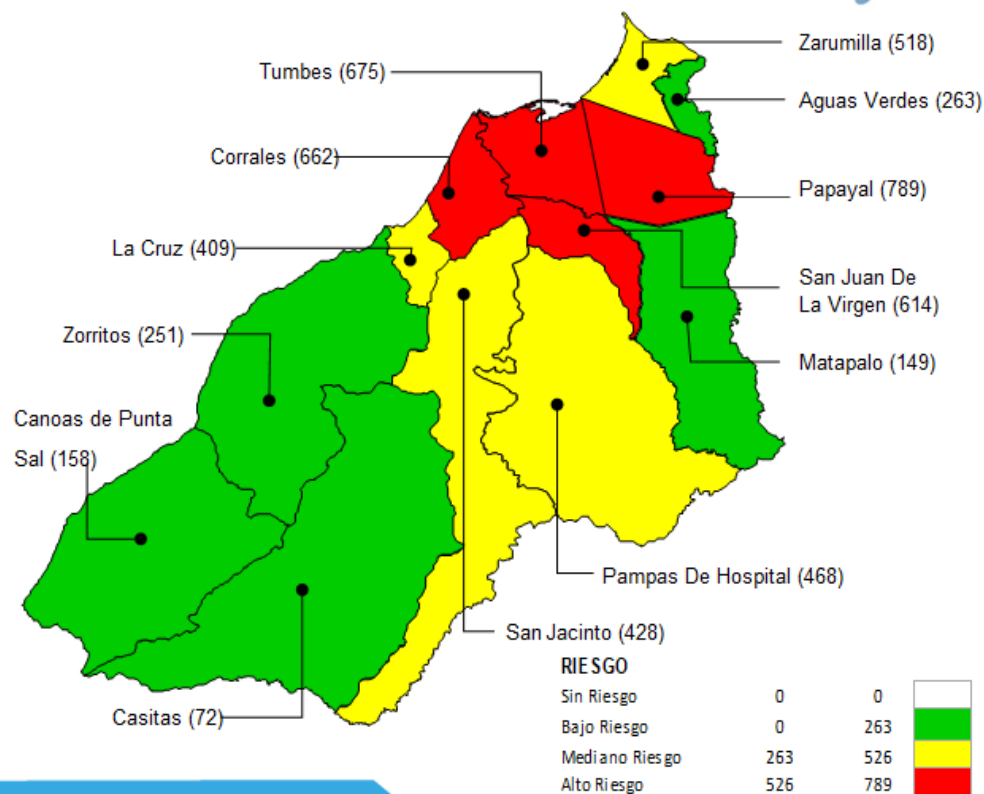 Zarumilla (518)
Tumbes (675)
Aguas Verdes (263)
Corrales (662)
Papayal (789)
La Cruz (409)
San Juan De
La Virgen (614)
Zorritos (251)
Matapalo (149)
Canoas de Punta
Sal (158)
Pampas De Hospital (468)
San Jacinto (428)
Casitas (72)
RIESGO
Sin Riesgo 0 0
Bajo Riesgo 0 263
Mediano Riesgo 263 526
Alto Riesgo 526 789